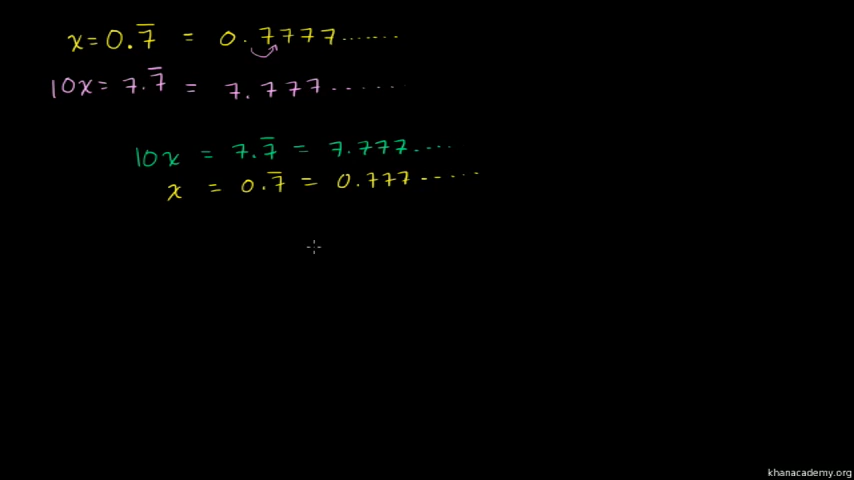 x = 0.7̅ = 0.7777.......
10x = 7.7̅ = 7.777......
10x = 7.7̅ = 7.777....
x = 0.7̅ = 0.777......
khanacademy.org